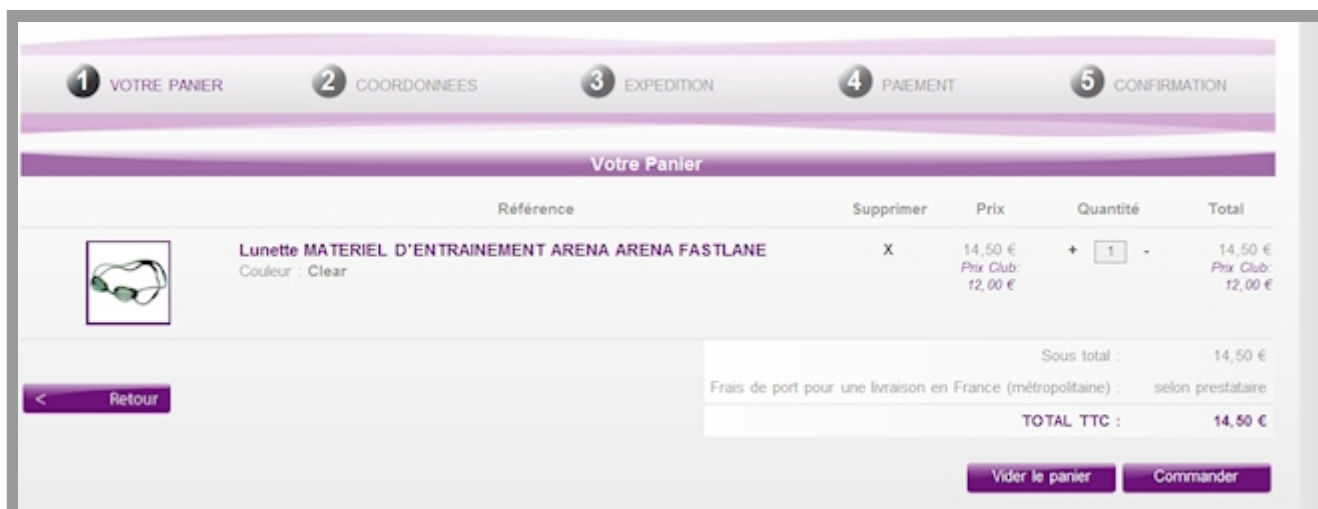 1 VOTRE PANIER 2 COORDONNEES 3 EXPEDITION 4 PAIEMENT 5 CONFIRMATION
Votre Panier
Référence Supprimer Prix Quantité Total
Lunette MATERIEL D'ENTRAINEMENT ARENA ARENA FASTLANE X 14,50 € + 1 - 14,50 €
Couleur : Clear Prix Club: Prix Club:
12,00 € 12,00 €
Sous total : 14,50 €
Frais de port pour une livraison en France (métropolitaine) : selon prestataire
< Retour
TOTAL TTC : 14,50 €
Vider le panier Commander